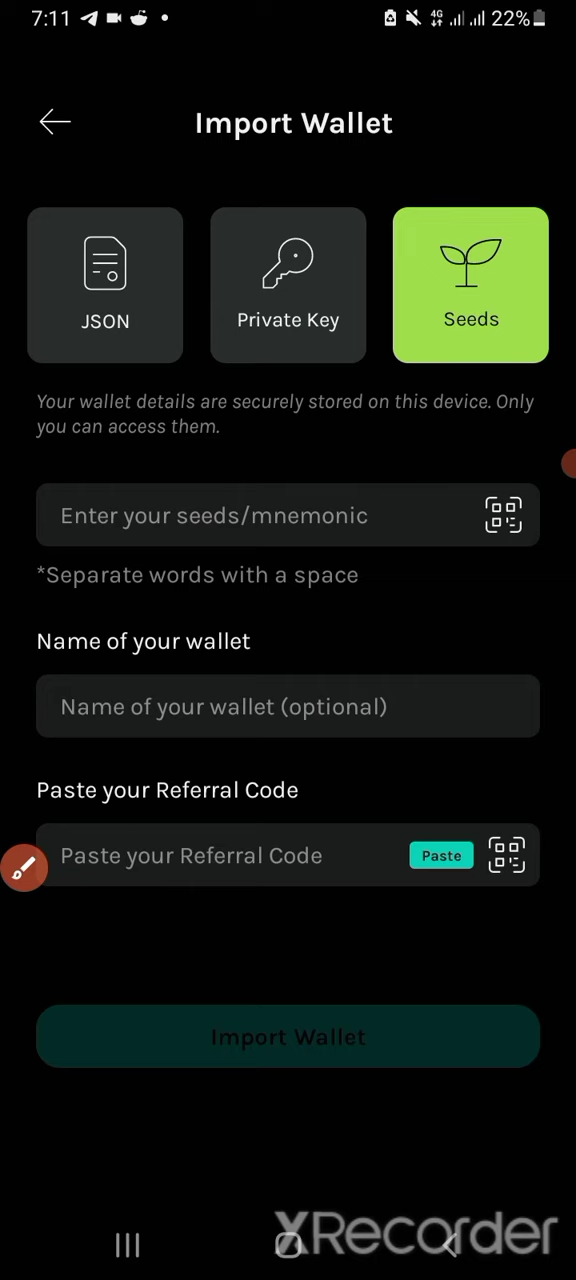 7:11
4G
22%
Import Wallet
JSON
Private Key
Seeds
Your wallet details are securely stored on this device. Only
you can access them.
Enter your seeds/mnemonic
*Separate words with a space
Name of your wallet
Name of your wallet (optional)
Paste your Referral Code
Paste your Referral Code
Paste
Import Wallet
XRecorder